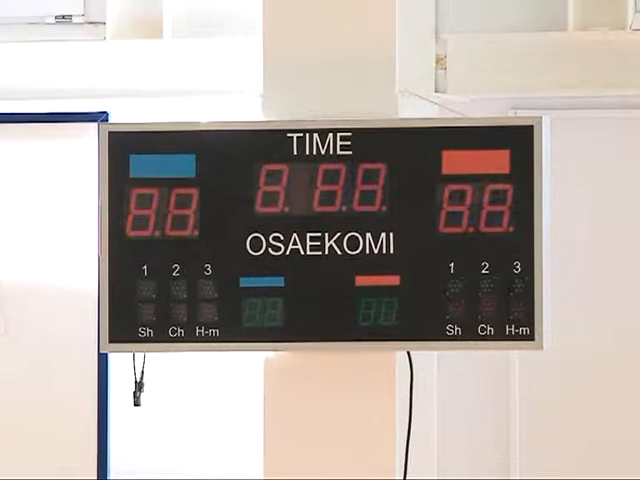 TIME
88. 8 88.
88.
OSAEKOMI
1 2 3
1 2 3
Sh Ch H-m
Sh Ch H-m